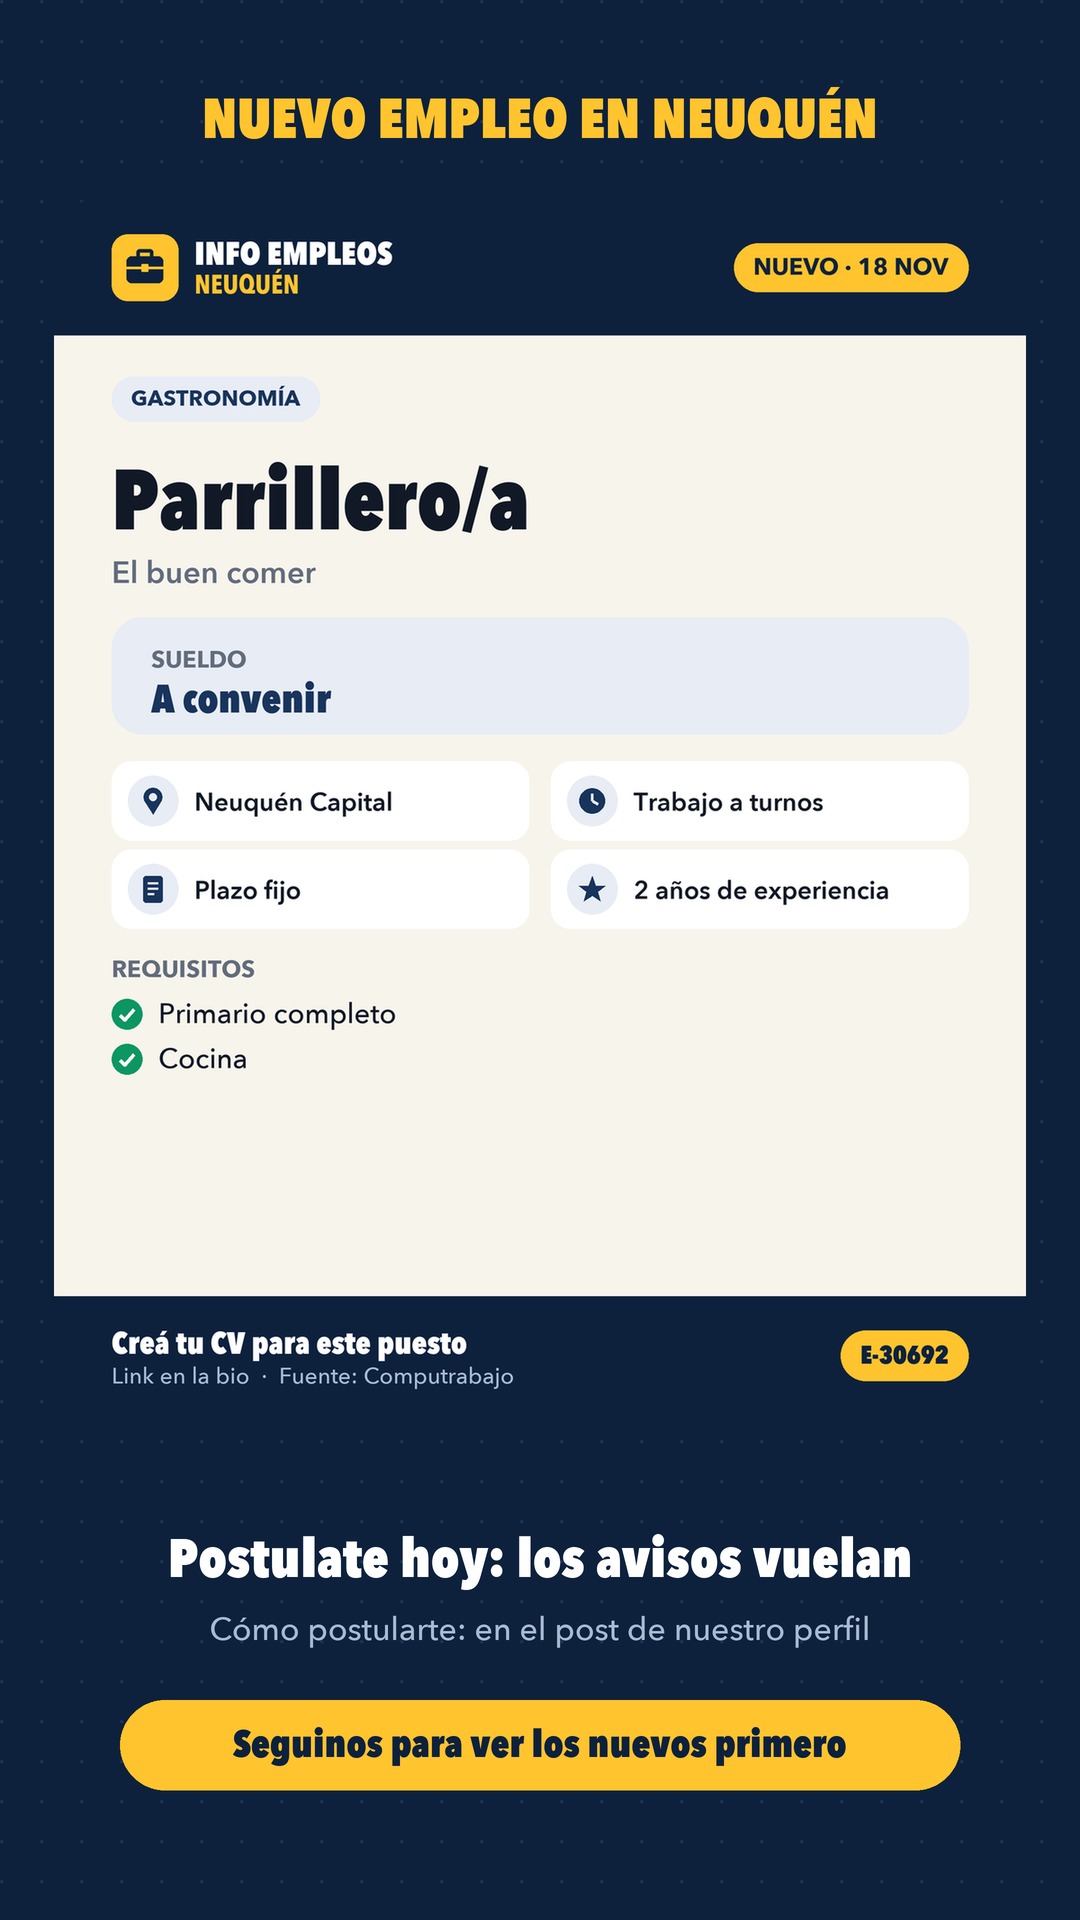 NUEVO EMPLEO EN NEUQUÉN
INFO EMPLEOS
NEUQUÉN
NUEVO · 18 NOV
GASTRONOMÍA
Parrillero/a
El buen comer
SUELDO
A convenir
Neuquén Capital
Trabajo a turnos
Plazo fijo
2 años de experiencia
REQUISITOS
Primario completo
Cocina
Creá tu CV para este puesto
Link en la bio · Fuente: Computrabajo
E-30692
Postulate hoy: los avisos vuelan
Cómo postularte: en el post de nuestro perfil
Seguinos para ver los nuevos primero